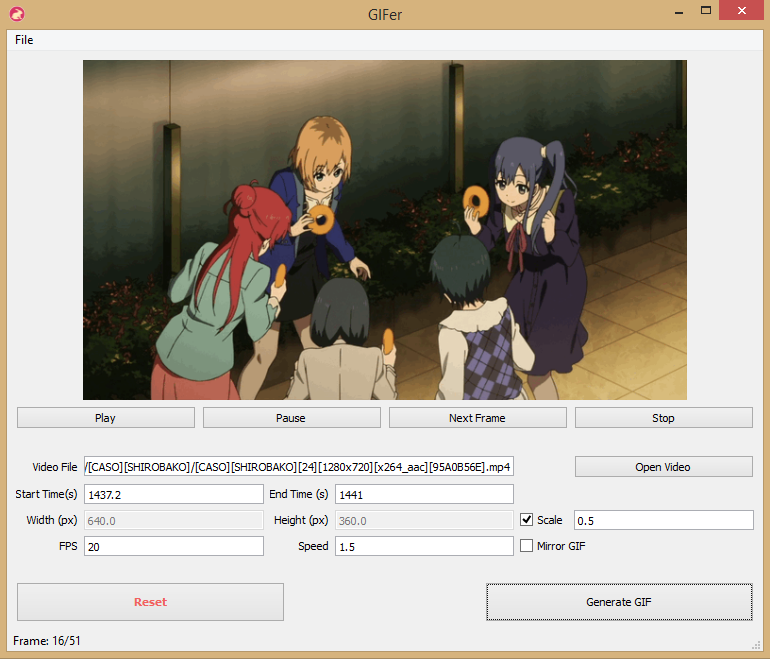 GIFer
File
Play Pause Next Frame Stop
Video File /[CASO][SHIROBAKO]/[CASO][SHIROBAKO][24][1280x720][x264_aac][95A0B56E].mp4 Open Video
Start Time(s) 1437.2 End Time (s) 1441
Width (px) 640.0 Height (px) 360.0 Scale 0.5
FPS 20 Speed 1.5 Mirror GIF
Reset Generate GIF
Frame: 16/51